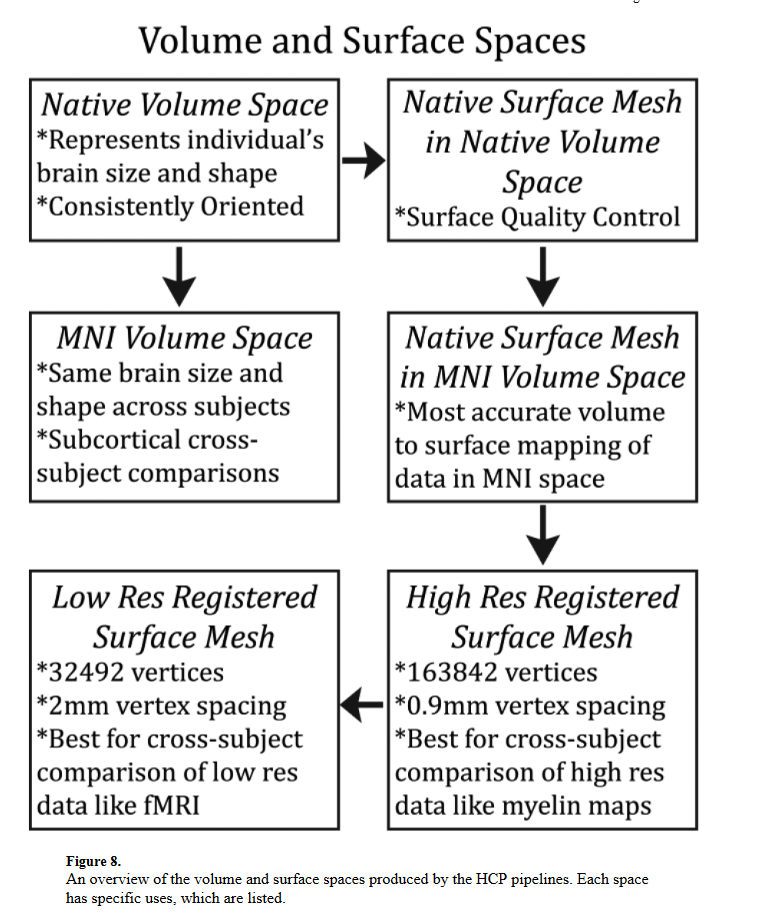 Volume and Surface Spaces
Native Volume Space
*Represents individual's
brain size and shape
*Consistently Oriented
Native Surface Mesh
in Native Volume
Space
*Surface Quality Control
MNI Volume Space
*Same brain size and
shape across subjects
*Subcortical cross-
subject comparisons
Native Surface Mesh
in MNI Volume Space
*Most accurate volume
to surface mapping of
data in MNI space
Low Res Registered
Surface Mesh
*32492 vertices
*2mm vertex spacing
*Best for cross-subject
comparison of low res
data like fMRI
High Res Registered
Surface Mesh
*163842 vertices
*0.9mm vertex spacing
*Best for cross-subject
comparison of high res
data like myelin maps
Figure 8.
An overview of the volume and surface spaces produced by the HCP pipelines. Each space
has specific uses, which are listed.